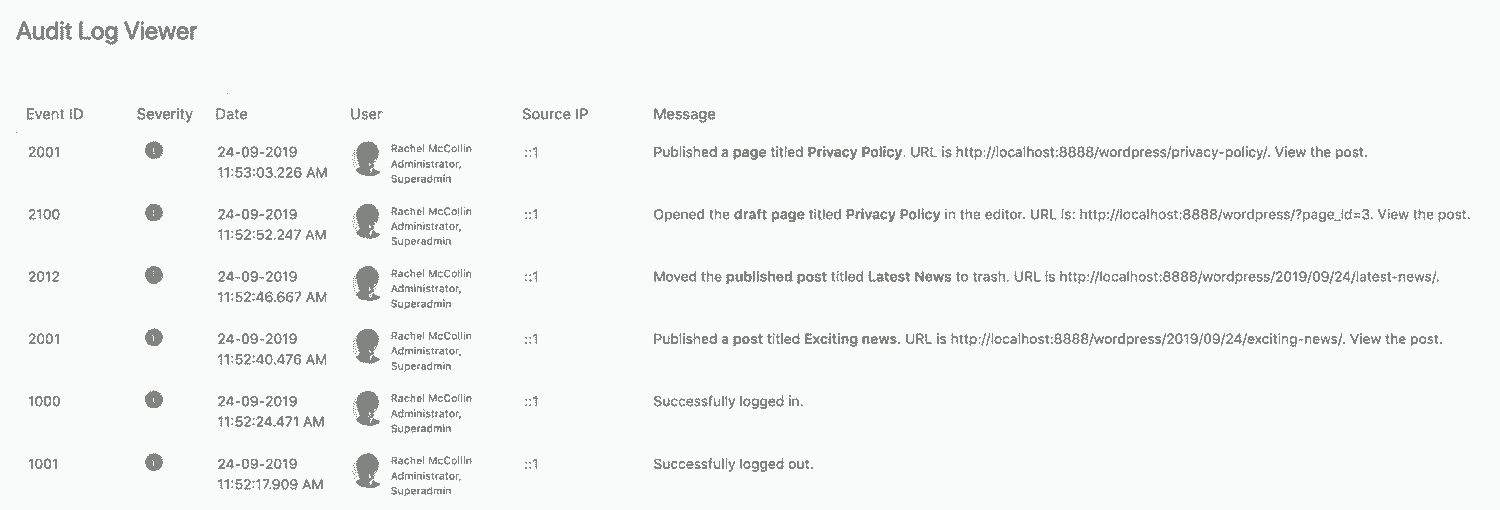 Audit Log Viewer
Event ID Severity Date User Source IP Message
2001 24-09-2019 Rachel McCollin ::1 Published a page titled Privacy Policy. URL is http://localhost:8888/wordpress/privacy-policy/. View the post.
11:53:03.226 AM Administrator,
Superadmin
2100 24-09-2019 Rachel McCollin ::1 Opened the draft page titled Privacy Policy in the editor. URL is: http://localhost:8888/wordpress/?page_id=3. View the post.
11:52:52.247 AM Administrator,
Superadmin
2012 24-09-2019 Rachel McCollin ::1 Moved the published post titled Latest News to trash. URL is http://localhost:8888/wordpress/2019/09/24/latest-news/.
11:52:46.667 AM Administrator,
Superadmin
2001 24-09-2019 Rachel McCollin ::1 Published a post titled Exciting news. URL is http://localhost:8888/wordpress/2019/09/24/exciting-news/. View the post.
11:52:40.476 AM Administrator,
Superadmin
1000 24-09-2019 Rachel McCollin ::1 Successfully logged in.
11:52:24.471 AM Administrator,
Superadmin
1001 24-09-2019 Rachel McCollin ::1 Successfully logged out.
11:52:17.909 AM Administrator,
Superadmin